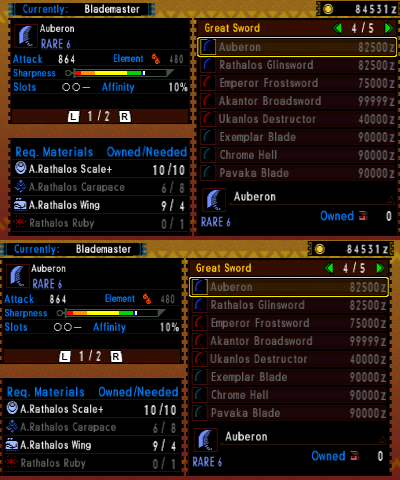 Currently: Blademaster
84531z
Auberon
RARE 6
Attack 864 Element 480
Sharpness
Slots ○○― Affinity 10%
L 1/2 R
Req. Materials Owned/Needed
A.Rathalos Scale+ 10/10
A.Rathalos Carapace 6/8
A.Rathalos Wing 9/4
Rathalos Ruby 0/1
Great Sword 4/5
Auberon 82500z
Rathalos Glinsword 82500z
Emperor Frostsword 75000z
Akantor Broadsword 99999z
Ukanlos Destructor 40000z
Exemplar Blade 90000z
Chrome Hell 90000z
Pavaka Blade 90000z
Auberon
RARE 6
Owned 0
Currently: Blademaster
84531z
Auberon
RARE 6
Attack 864 Element 480
Sharpness
Slots ○○― Affinity 10%
L 1/2 R
Req. Materials Owned/Needed
A.Rathalos Scale+ 10/10
A.Rathalos Carapace 6/8
A.Rathalos Wing 9/4
Rathalos Ruby 0/1
Great Sword 4/5
Auberon 82500z
Rathalos Glinsword 82500z
Emperor Frostsword 75000z
Akantor Broadsword 99999z
Ukanlos Destructor 40000z
Exemplar Blade 90000z
Chrome Hell 90000z
Pavaka Blade 90000z
Auberon
RARE 6
Owned 0